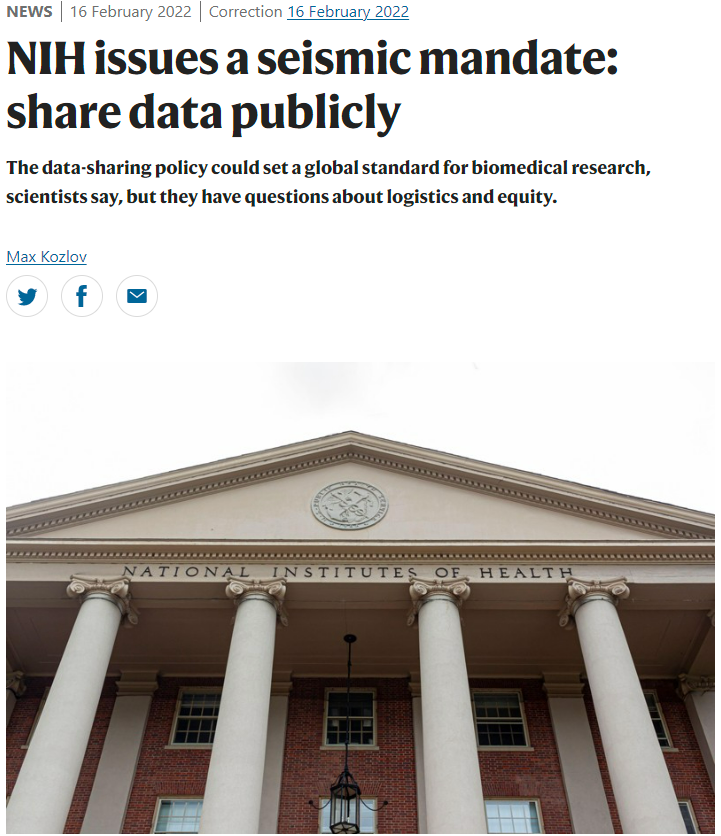 NEWS | 16 February 2022 | Correction 16 February 2022
NIH issues a seismic mandate:
share data publicly
The data-sharing policy could set a global standard for biomedical research,
scientists say, but they have questions about logistics and equity.
Max Kozlov
NATIONAL INSTITUTES OF HEALTH